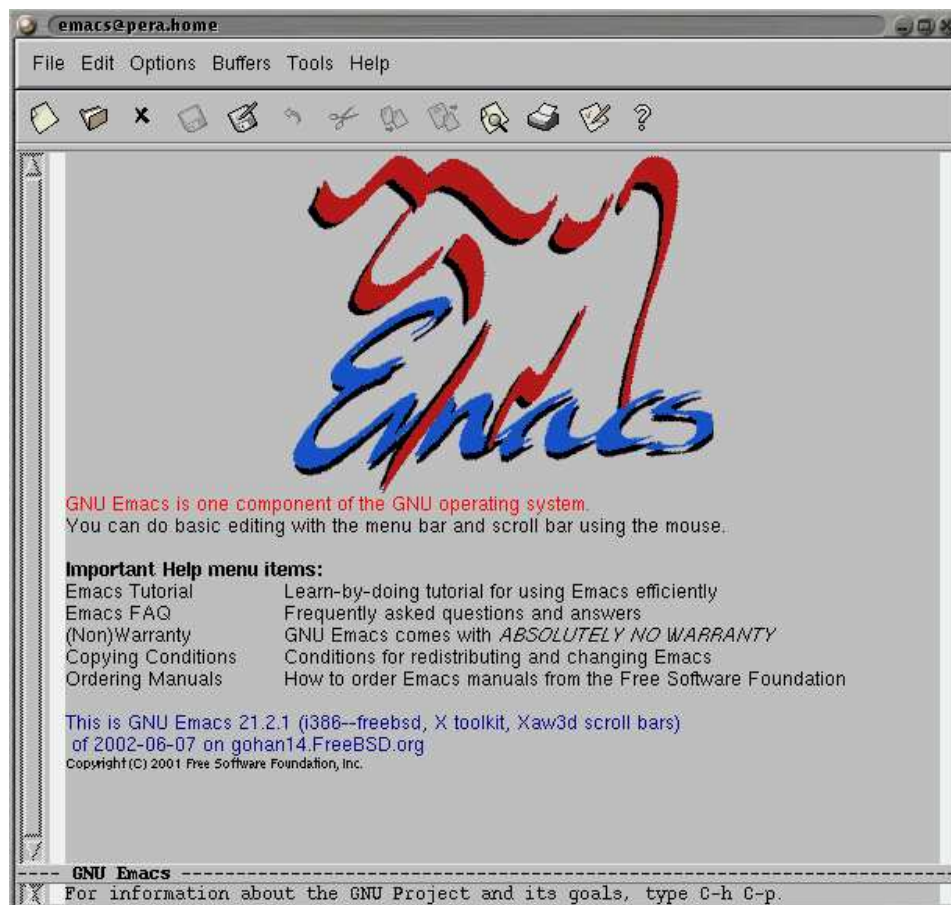 emacs@pera.home
File Edit Options Buffers Tools Help
Emacs
GNU Emacs is one component of the GNU operating system.
You can do basic editing with the menu bar and scroll bar using the mouse.
Important Help menu items:
Emacs Tutorial Learn-by-doing tutorial for using Emacs efficiently
Emacs FAQ Frequently asked questions and answers
(Non)Warranty GNU Emacs comes with ABSOLUTELY NO WARRANTY
Copying Conditions Conditions for redistributing and changing Emacs
Ordering Manuals How to order Emacs manuals from the Free Software Foundation
This is GNU Emacs 21.2.1 (i386--freebsd, X toolkit, Xaw3d scroll bars)
of 2002-06-07 on gohan14.FreeBSD.org
Copyright (C) 2001 Free Software Foundation, Inc.
---- GNU Emacs ----
For information about the GNU Project and its goals, type C-h C-p.